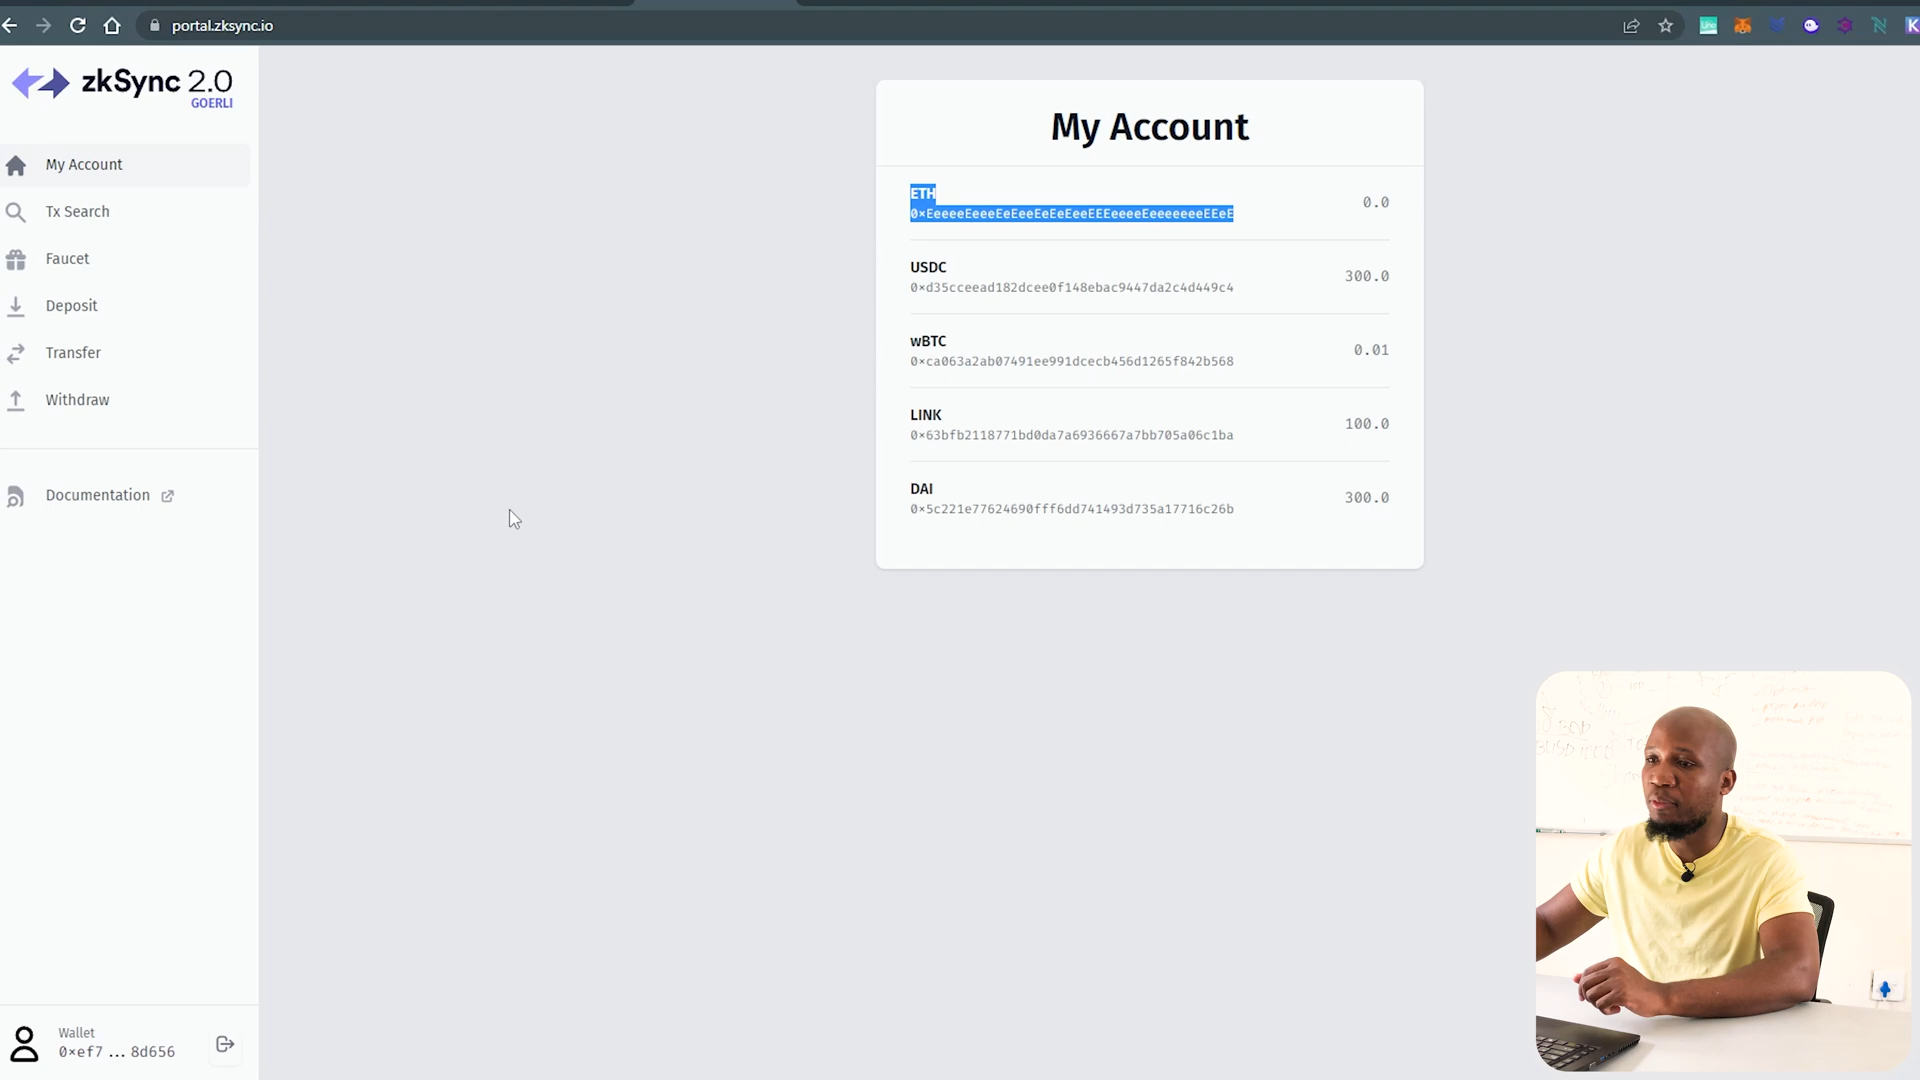 portal.zksync.io
zkSync 2.0
GOERLI
My Account
Tx Search
Faucet
Deposit
Transfer
Withdraw
Documentation
Wallet
0xef7 ... 8d656
My Account
ETH
0xEeeeeEeeeEeEeeEeEeEeeEEEeeeeEeeeeeeeEEeE
0.0
USDC
0xd35cceead182dcee0f148ebac9447da2c4d449c4
300.0
wBTC
0xca063a2ab07491ee991dcecb456d1265f842b568
0.01
LINK
0x63bfb2118771bd0da7a6936667a7bb705a06c1ba
100.0
DAI
0x5c221e77624690fff6dd741493d735a17716c26b
300.0